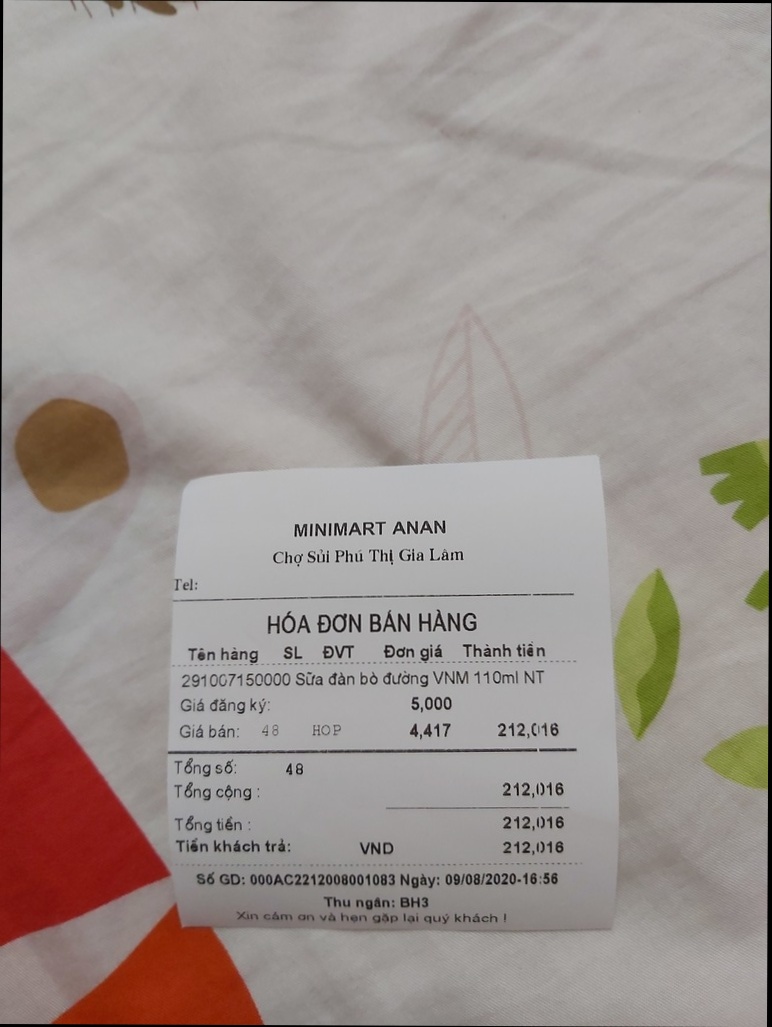 MINIMART ANAN
Chợ Sủi Phú Thị Gia Lâm
Tel:
HÓA ĐƠN BÁN HÀNG
Tên hàng SL ĐVT Đơn giá Thành tiền
291007150000 Sữa đàn bò đường VNM 110ml NT
Giá đăng ký: 5,000
Giá bán: 48 HOP 4,417 212,016
Tổng số: 48
Tổng cộng : 212,016
Tổng tiền : 212,016
Tiền khách trả: VND 212,016
Số GD: 000AC2212008001083 Ngày: 09/08/2020-16:56
Thu ngân: BH3
Xin cảm ơn và hẹn gặp lại quý khách !